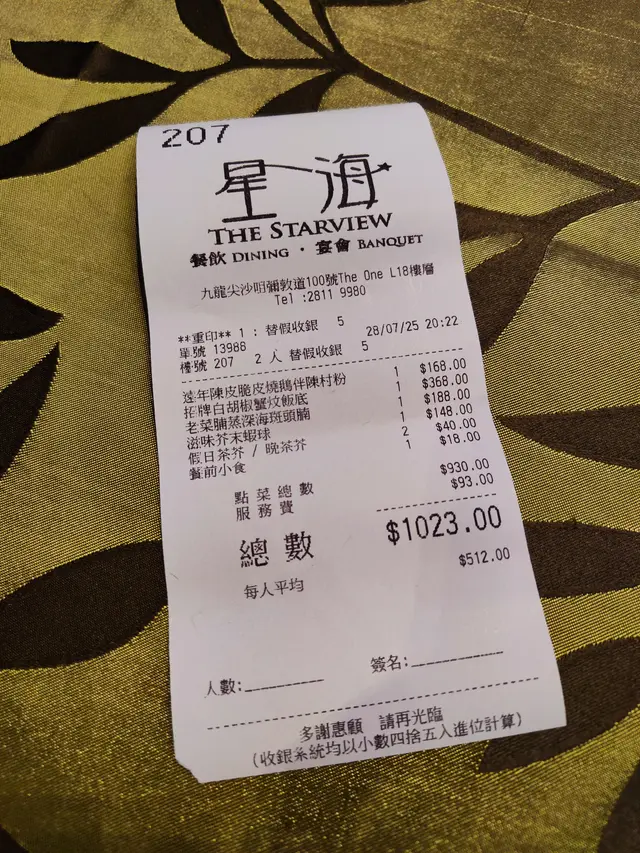 207
星海
THE STARVIEW
餐飲 DINING · 宴會 BANQUET
九龍尖沙咀彌敦道100號The One L18樓層
Tel :2811 9980
**重印** 1 : 替假收銀 5
單號 13988 28/07/25 20:22
檯號 207 2 人 替假收銀 5
遠年陳皮脆皮燒鵝伴陳村粉 1 $168.00
招牌白胡椒蟹炆飯底 1 $368.00
老菜脯蒸深海斑頭腩 1 $188.00
滋味芥末蝦球 1 $148.00
假日茶芥 / 晚茶芥 2 $40.00
餐前小食 1 $18.00
點菜總數 $930.00
服務費 $93.00
總數 $1023.00
每人平均 $512.00
人數:________ 簽名:____________
多謝惠顧 請再光臨
(收銀系統均以小數四捨五入進位計算)